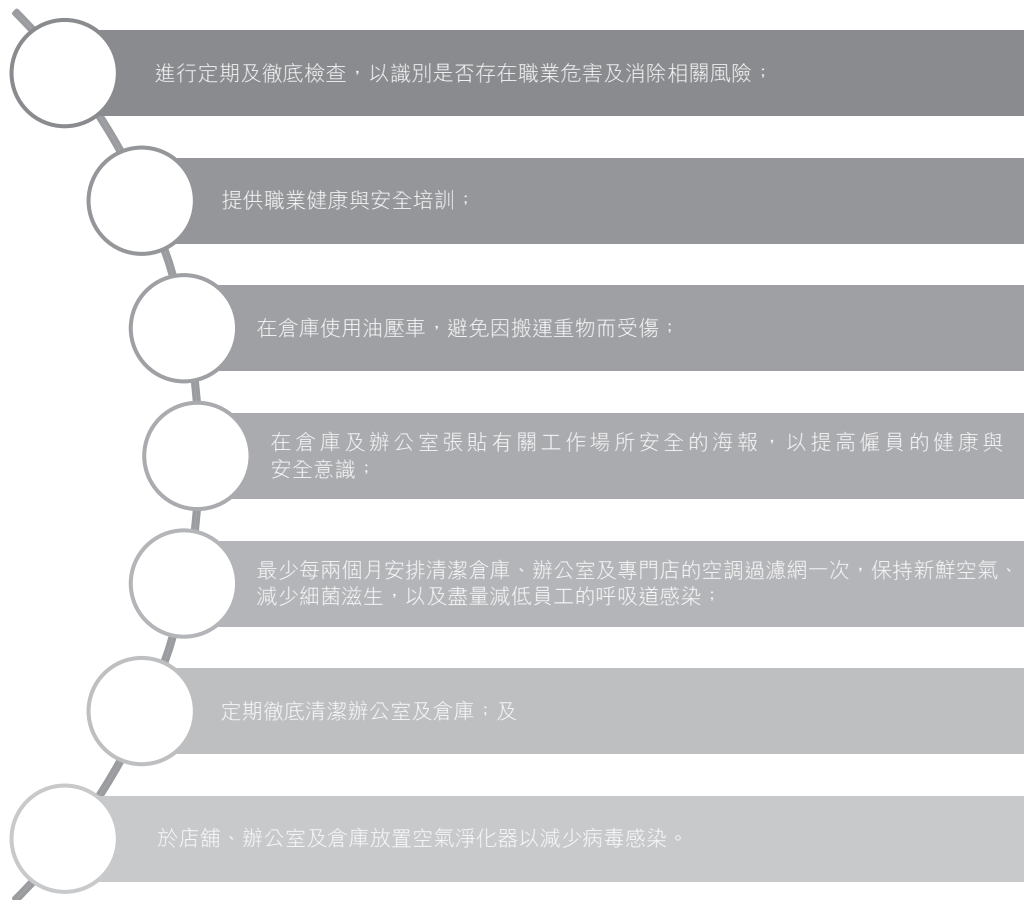 進行定期及徹底檢查，以識別是否存在職業危害及消除相關風險；
提供職業健康與安全培訓；
在倉庫使用油壓車，避免因搬運重物而受傷；
在倉庫及辦公室張貼有關工作場所安全的海報，以提高僱員的健康與
安全意識；
最少每兩個月安排清潔倉庫、辦公室及專門店的空調過濾網一次，保持新鮮空氣、
減少細菌滋生，以及盡量減低員工的呼吸道感染；
定期徹底清潔辦公室及倉庫；及
於店舖、辦公室及倉庫放置空氣淨化器以減少病毒感染。